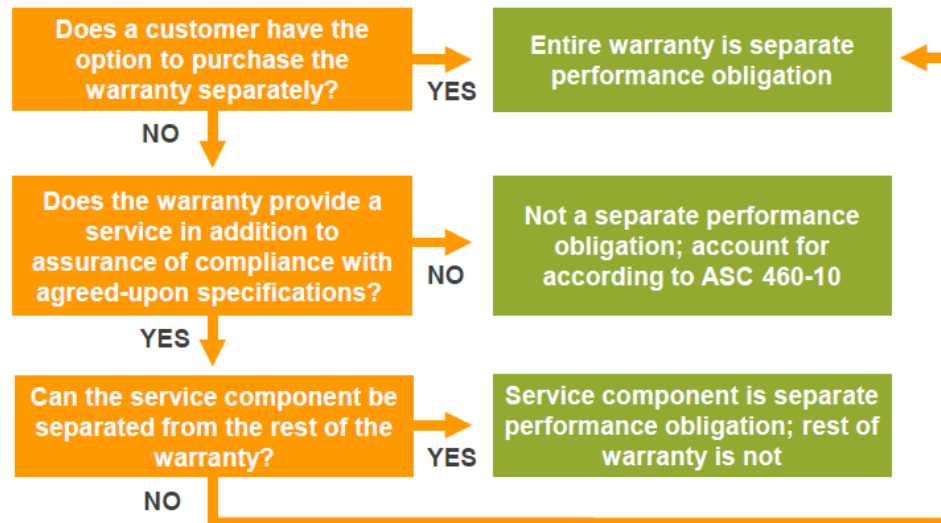 Does a customer have the
option to purchase the
warranty separately?
YES
Entire warranty is separate
performance obligation
NO
Does the warranty provide a
service in addition to
assurance of compliance with
agreed-upon specifications?
NO
Not a separate performance
obligation; account for
according to ASC 460-10
YES
Can the service component be
separated from the rest of the
warranty?
YES
Service component is separate
performance obligation; rest of
warranty is not
NO